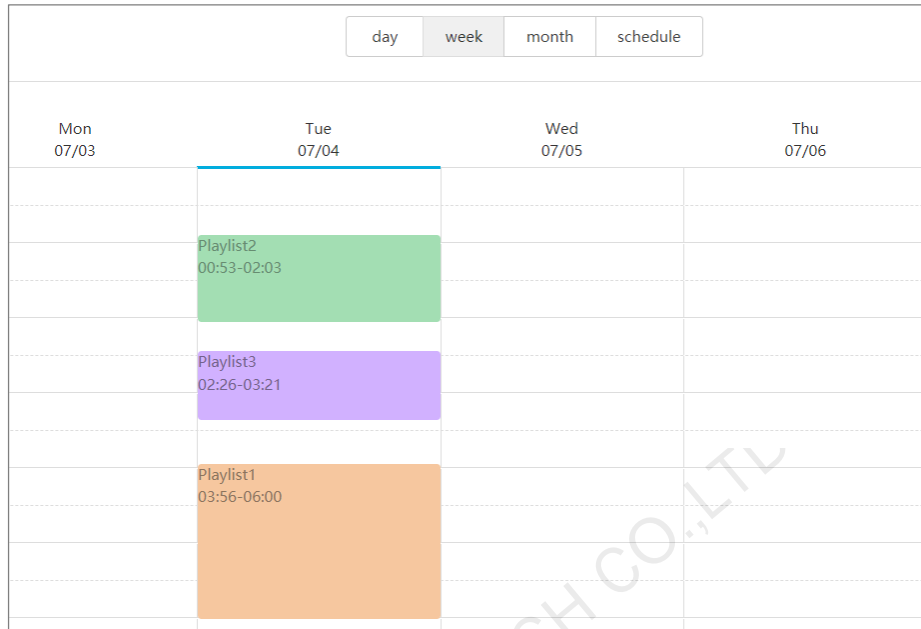 day week month schedule
Mon Tue Wed Thu
07/03 07/04 07/05 07/06
Playlist2
00:53-02:03
Playlist3
02:26-03:21
Playlist1
03:56-06:00
CO.,LTD